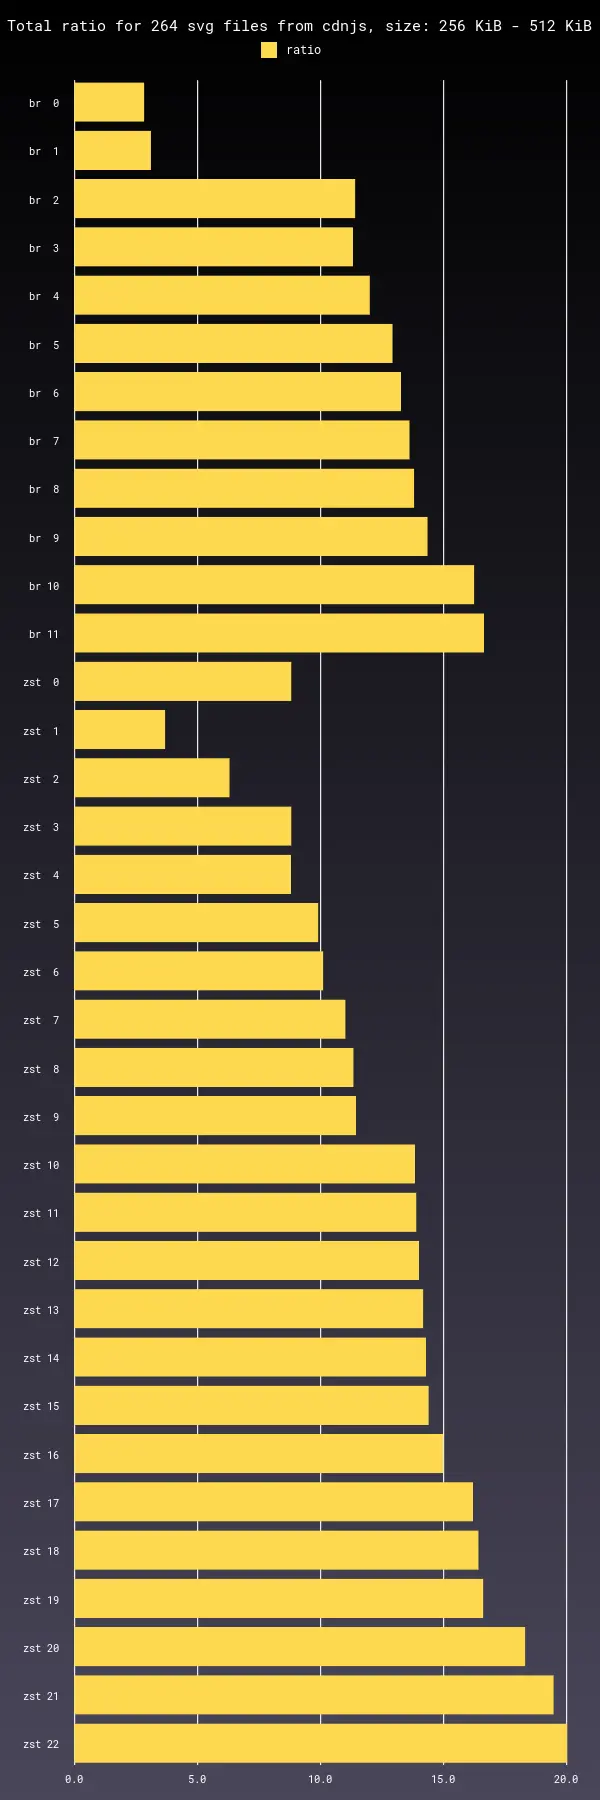 Total ratio for 264 svg files from cdnjs, size: 256 KiB - 512 KiB
ratio
br 0
br 1
br 2
br 3
br 4
br 5
br 6
br 7
br 8
br 9
br 10
br 11
zst 0
zst 1
zst 2
zst 3
zst 4
zst 5
zst 6
zst 7
zst 8
zst 9
zst 10
zst 11
zst 12
zst 13
zst 14
zst 15
zst 16
zst 17
zst 18
zst 19
zst 20
zst 21
zst 22
0.0 5.0 10.0 15.0 20.0